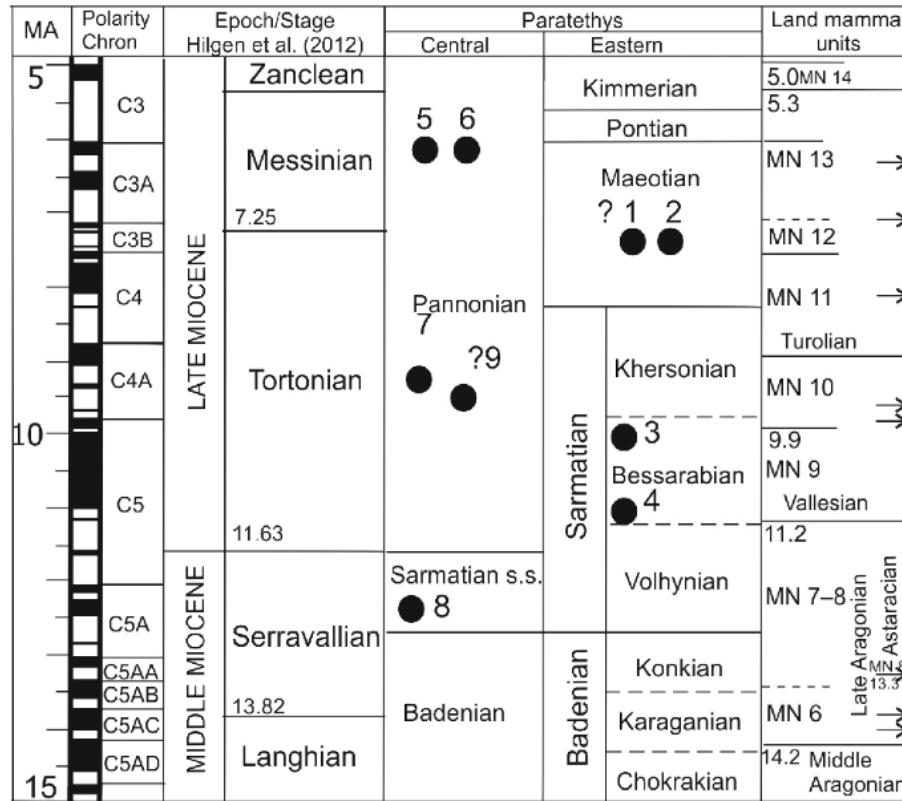 MA
Polarity
Chron
Epoch/Stage
Hilgen et al. (2012)
Paratethys
Central
Eastern
Land mamma
units
5
10
15
C3
C3A
C3B
C4
C4A
C5
C5A
C5AA
C5AB
C5AC
C5AD
LATE MIOCENE
MIDDLE MIOCENE
Zanclean
Messinian
7.25
Tortonian
11.63
Serravallian
13.82
Langhian
5 6
Pannonian
7
?9
Sarmatian s.s.
8
Badenian
Kimmerian
Pontian
Maeotian
? 1 2
Sarmatian
Khersonian
3
Bessarabian
4
Volhynian
Badenian
Konkian
Karaganian
Chokrakian
5.0 MN 14
5.3
MN 13
MN 12
MN 11
Turolian
MN 10
9.9
MN 9
Vallesian
11.2
MN 7–8
Late Aragonian
Astaracian
13.3
MN 6
14.2 Middle
Aragonian